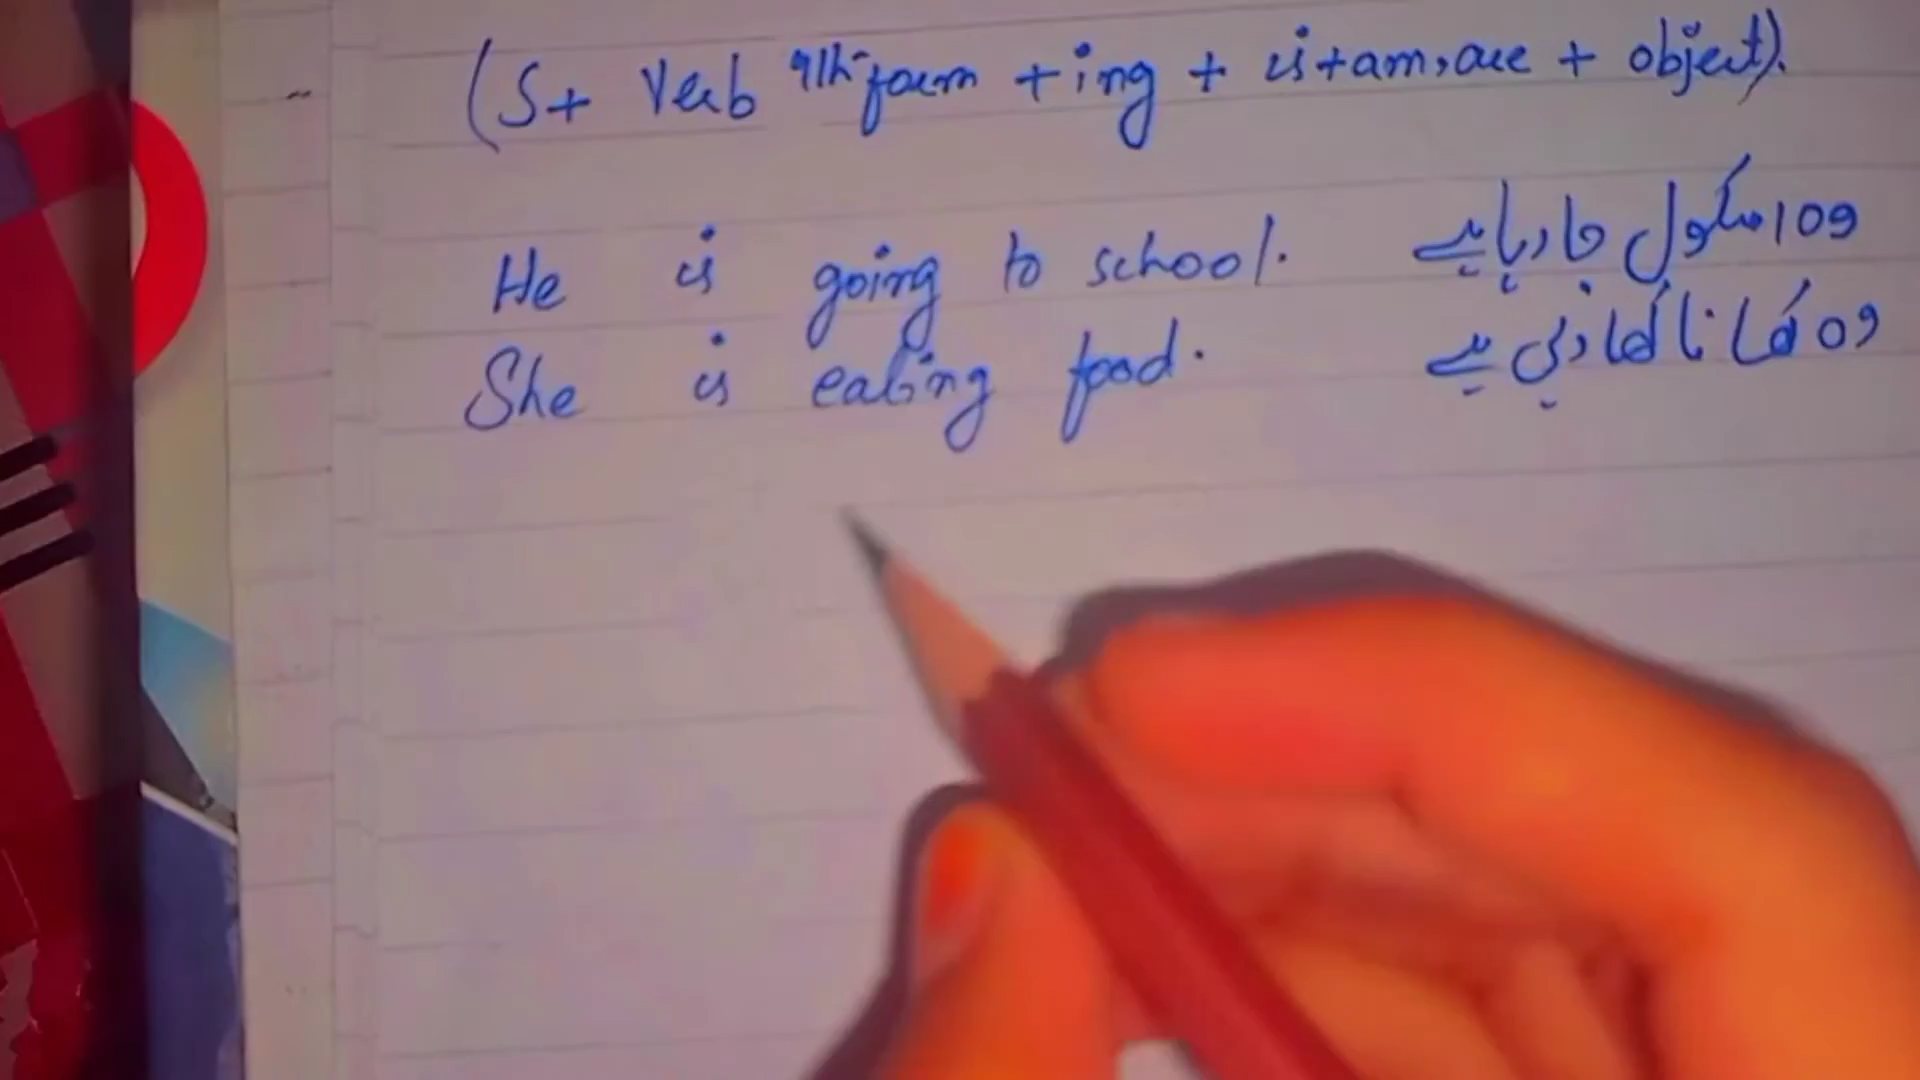 (S+ Verb 4th form + ing + is+am, are + object).
He is going to school. وہ اسکول جا رہا ہے
She is eating food. وہ کھانا کھا رہی ہے